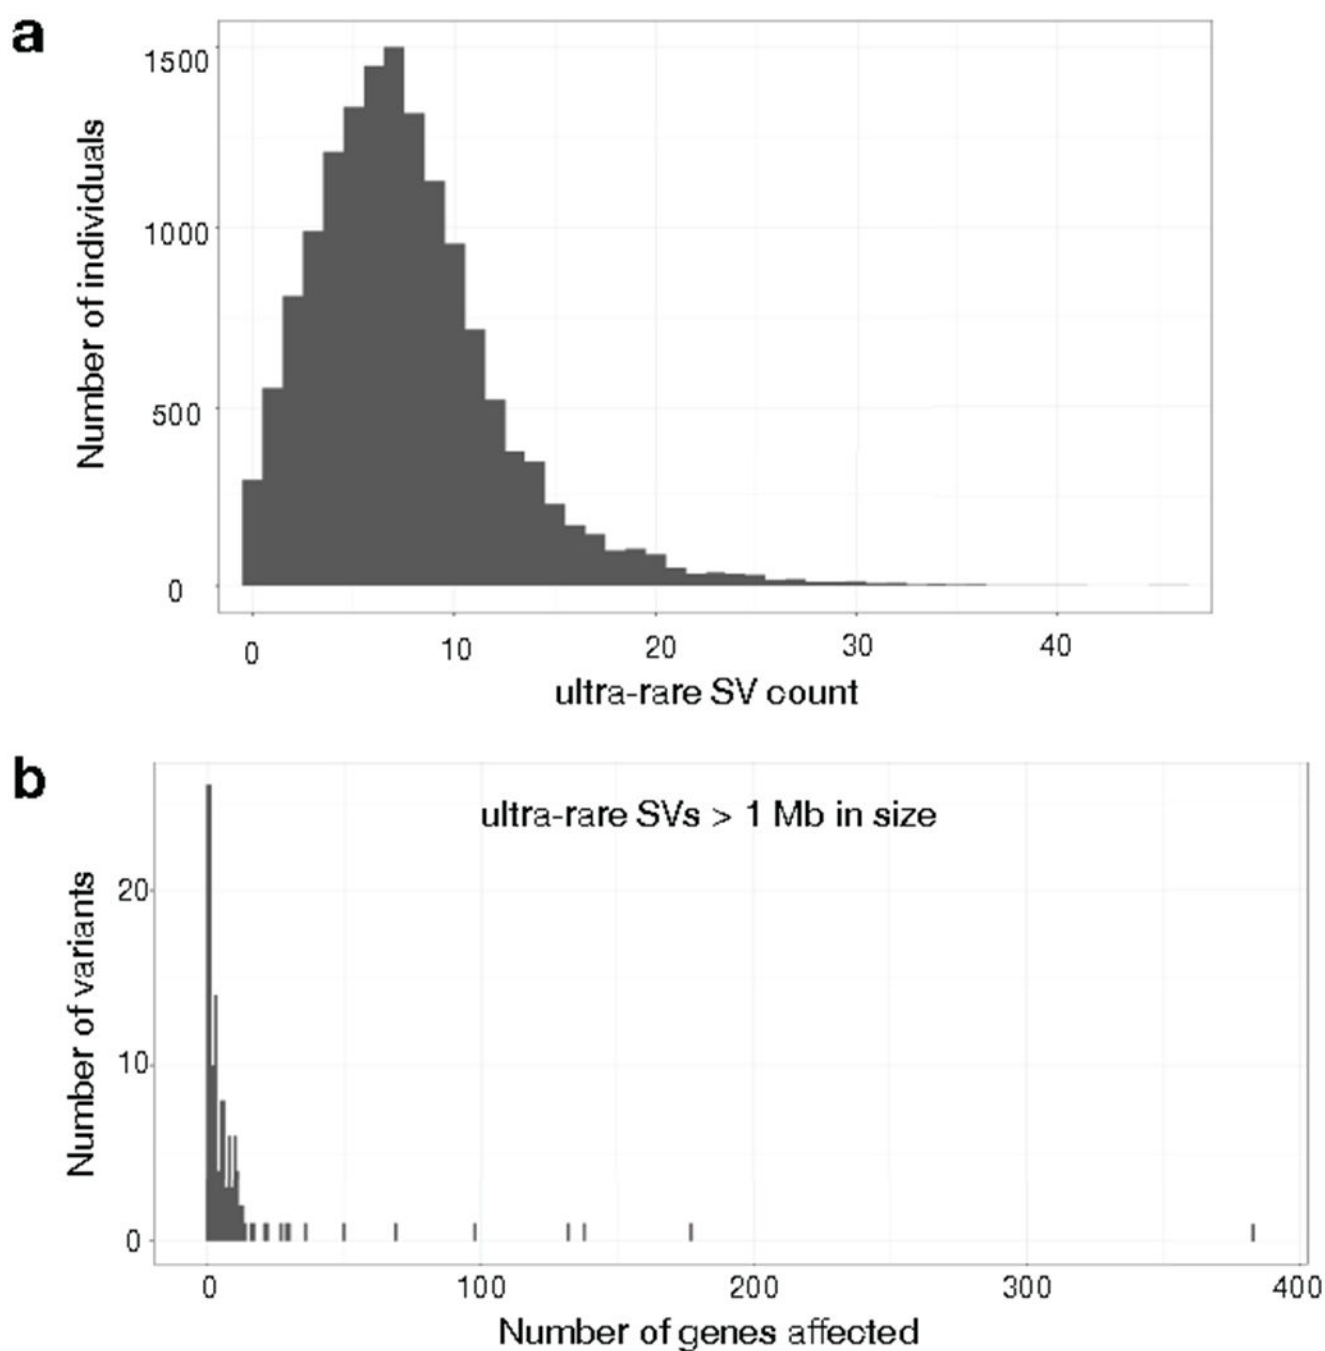 a
1500
1000
500
0
Number of individuals
0 10 20 30 40
ultra-rare SV count
b
ultra-rare SVs > 1 Mb in size
20
10
0
Number of variants
0 100 200 300 400
Number of genes affected